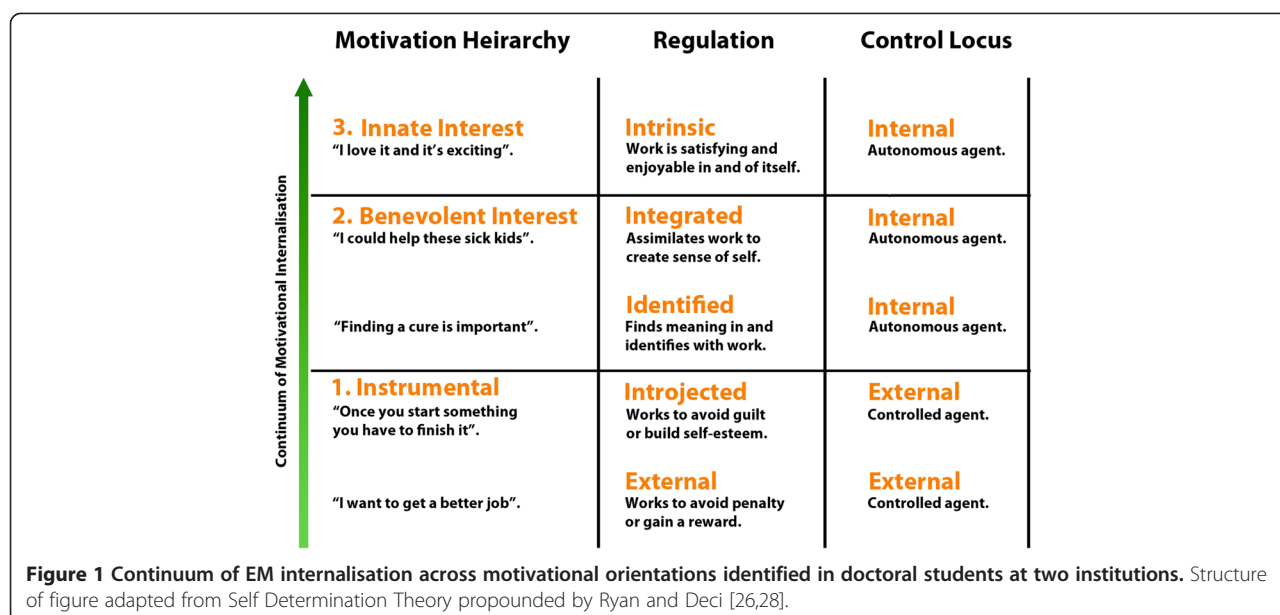 Motivation Heirarchy Regulation Control Locus
Continuum of Motivational Internalisation
3. Innate Interest
"I love it and it's exciting".
Intrinsic
Work is satisfying and
enjoyable in and of itself.
Internal
Autonomous agent.
2. Benevolent Interest
"I could help these sick kids".
Integrated
Assimilates work to
create sense of self.
Internal
Autonomous agent.
"Finding a cure is important".
Identified
Finds meaning in and
identifies with work.
Internal
Autonomous agent.
1. Instrumental
"Once you start something
you have to finish it".
Introjected
Works to avoid guilt
or build self-esteem.
External
Controlled agent.
"I want to get a better job".
External
Works to avoid penalty
or gain a reward.
External
Controlled agent.
Figure 1 Continuum of EM internalisation across motivational orientations identified in doctoral students at two institutions. Structure
of figure adapted from Self Determination Theory propounded by Ryan and Deci [26,28].